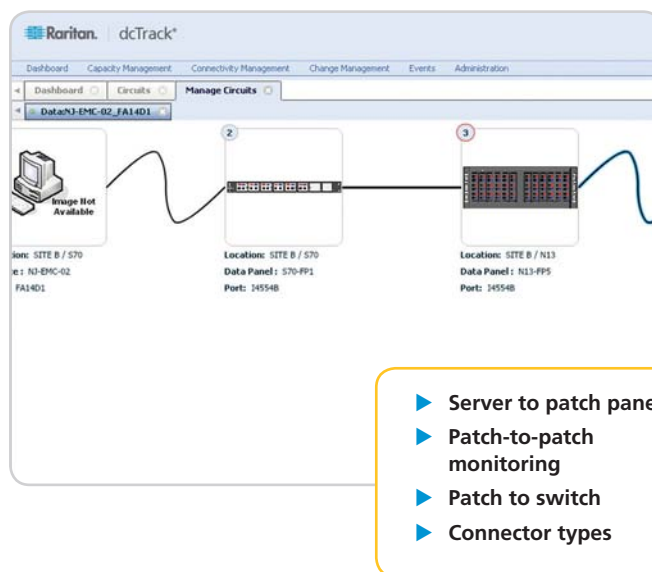 Raritan. dcTrack
Dashboard Capacity Management Connectivity Management Change Management Events Administration
Dashboard Circuits Manage Circuits
Data:NJ-EMC-02_FA14D1
2
3
Image Not
Available
ion: SITE B / S70
Location: SITE B / S70
Location: SITE B / N13
e : NJ-EMC-02
Data Panel : S70-FP1
Data Panel : N13-FP5
FA14D1
Port: J4554B
Port: J4554B
Server to patch pane
Patch-to-patch
monitoring
Patch to switch
Connector types